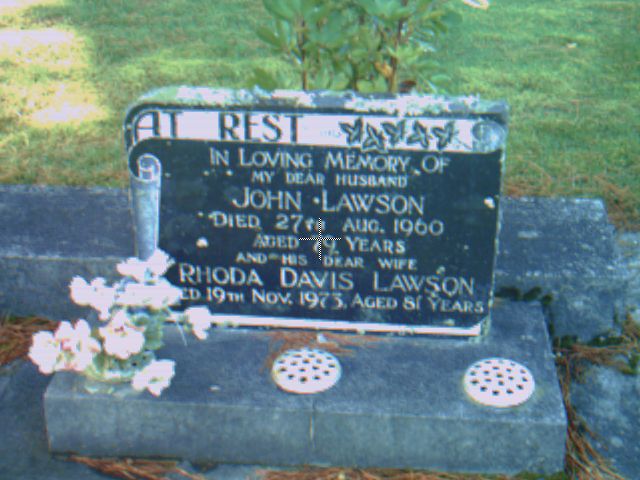 AT REST
IN LOVING MEMORY OF
MY DEAR HUSBAND
JOHN LAWSON
DIED 27TH AUG. 1960
AGED YEARS
AND HIS DEAR WIFE
RHODA DAVIS LAWSON
19TH NOV. 1973. AGED 81 YEARS